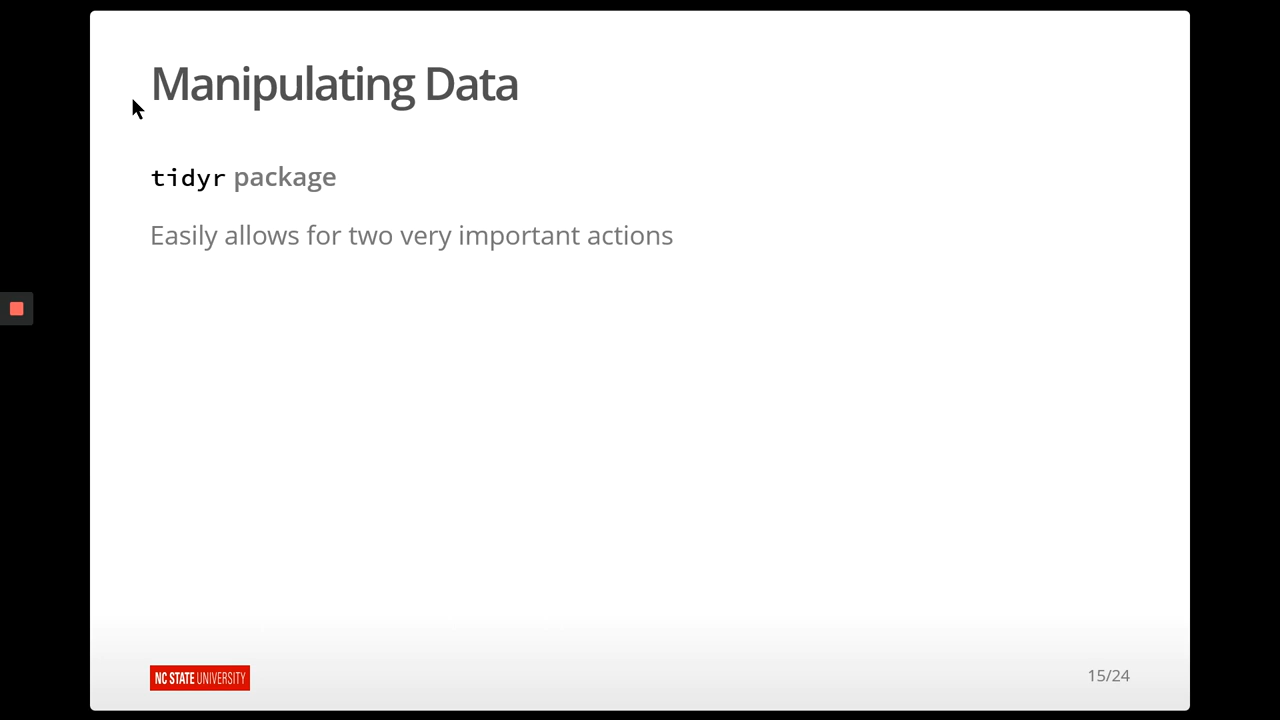 Manipulating Data
tidyr package
Easily allows for two very important actions
NC STATE UNIVERSITY
15/24